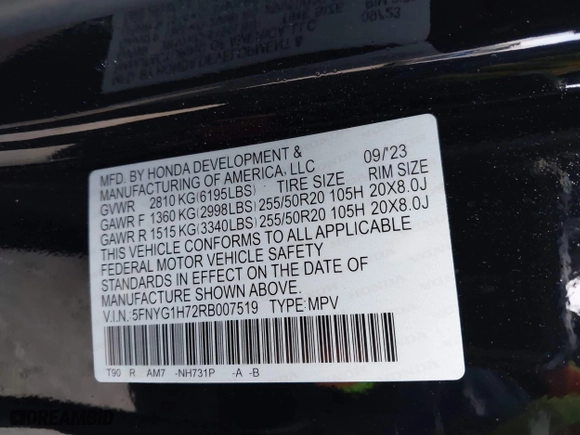 MFD. BY HONDA DEVELOPMENT & 09/'23
MANUFACTURING OF AMERICA, LLC
GVWR 2810 KG(6195LBS) TIRE SIZE RIM SIZE
GAWR F 1360 KG(2998LBS) 255/50R20 105H 20X8.0J
GAWR R 1515 KG(3340LBS) 255/50R20 105H 20X8.0J
THIS VEHICLE CONFORMS TO ALL APPLICABLE
FEDERAL MOTOR VEHICLE SAFETY
STANDARDS IN EFFECT ON THE DATE OF
MANUFACTURE SHOWN ABOVE.
V.I.N.:5FNYG1H72RB007519 TYPE:MPV
T90 R AM7 -NH731P -A -B
DREAMBID